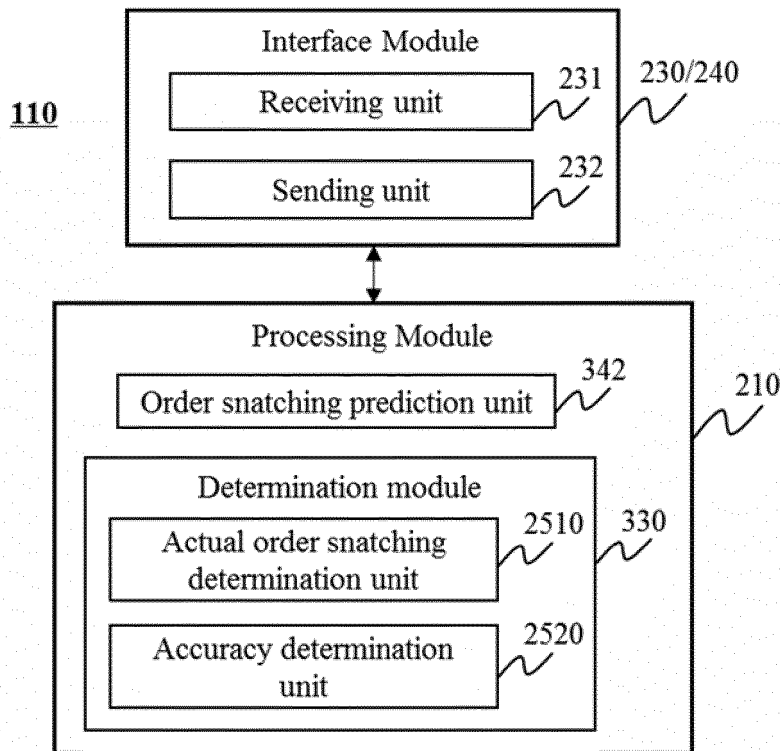 Interface Module
230/240
Receiving unit
231
110
Sending unit
232
Processing Module
Order snatching prediction unit
342
210
Determination module
Actual order snatching
determination unit
2510
330
Accuracy determination
unit
2520